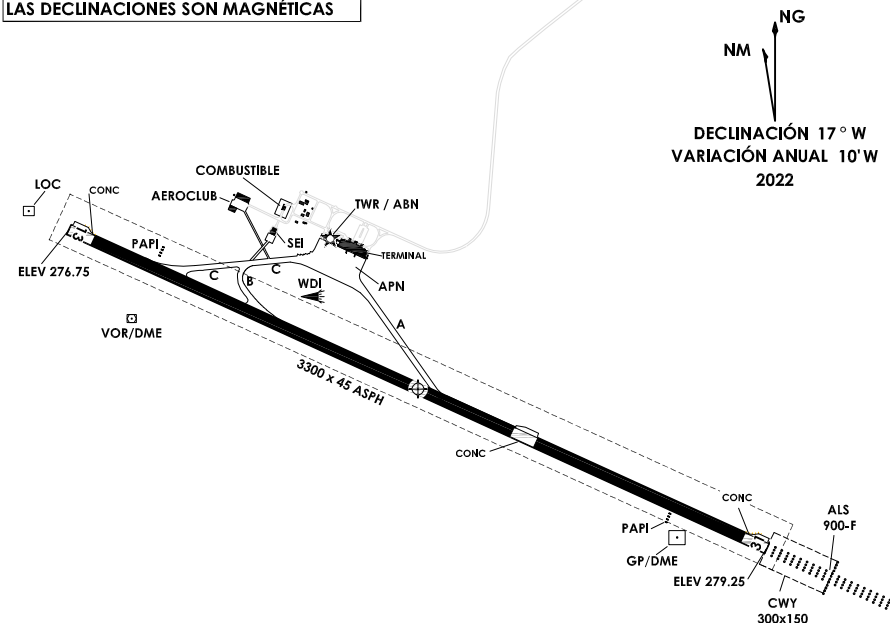 LAS DECLINACIONES SON MAGNÉTICAS
NG
NM
DECLINACIÓN 17° W
VARIACIÓN ANUAL 10' W
2022
COMBUSTIBLE
LOC
CONC
AEROCLUB
TWR / ABN
13
PAPI
SEI
TERMINAL
ELEV 276.75
C
C
B
WDI
APN
VOR/DME
A
3300 x 45 ASPH
CONC
CONC
ALS
900-F
PAPI
31
GP/DME
ELEV 279.25
CWY
300x150